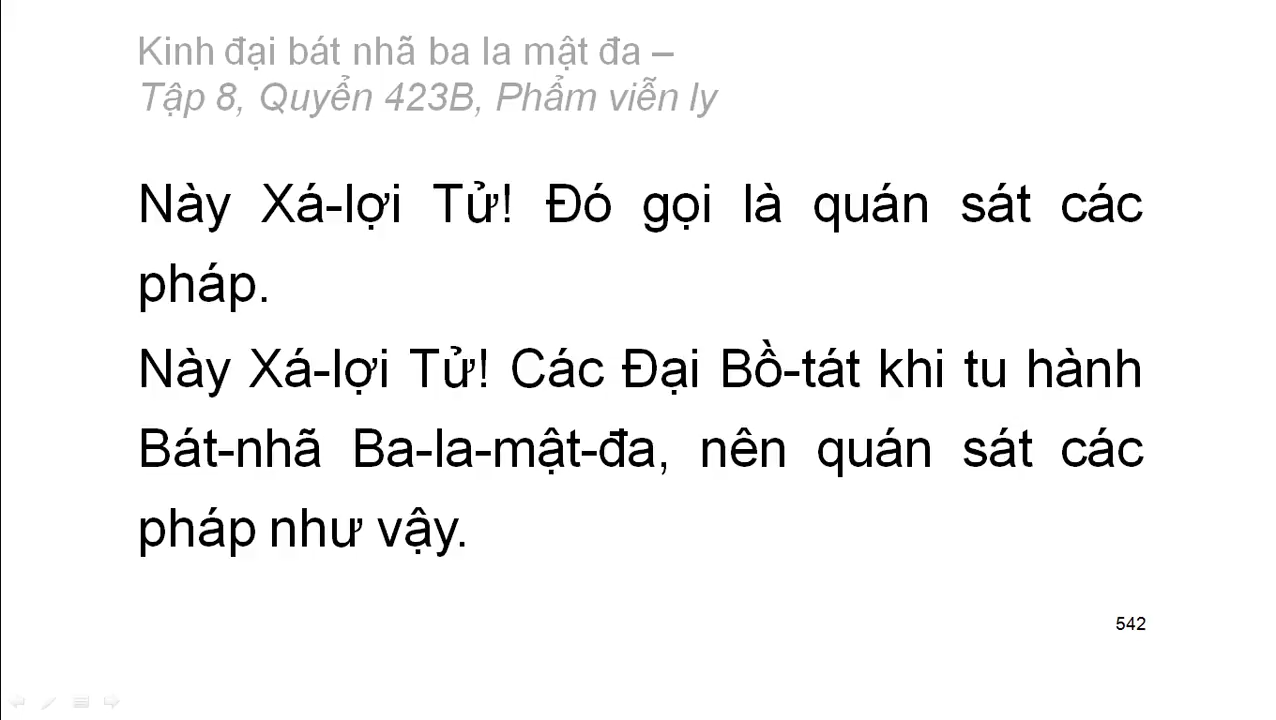 Kinh đại bát nhã ba la mật đa –
Tập 8, Quyển 423B, Phẩm viễn ly
Này Xá-lợi Tử! Đó gọi là quán sát các
pháp.
Này Xá-lợi Tử! Các Đại Bồ-tát khi tu hành
Bát-nhã Ba-la-mật-đa, nên quán sát các
pháp như vậy.
542